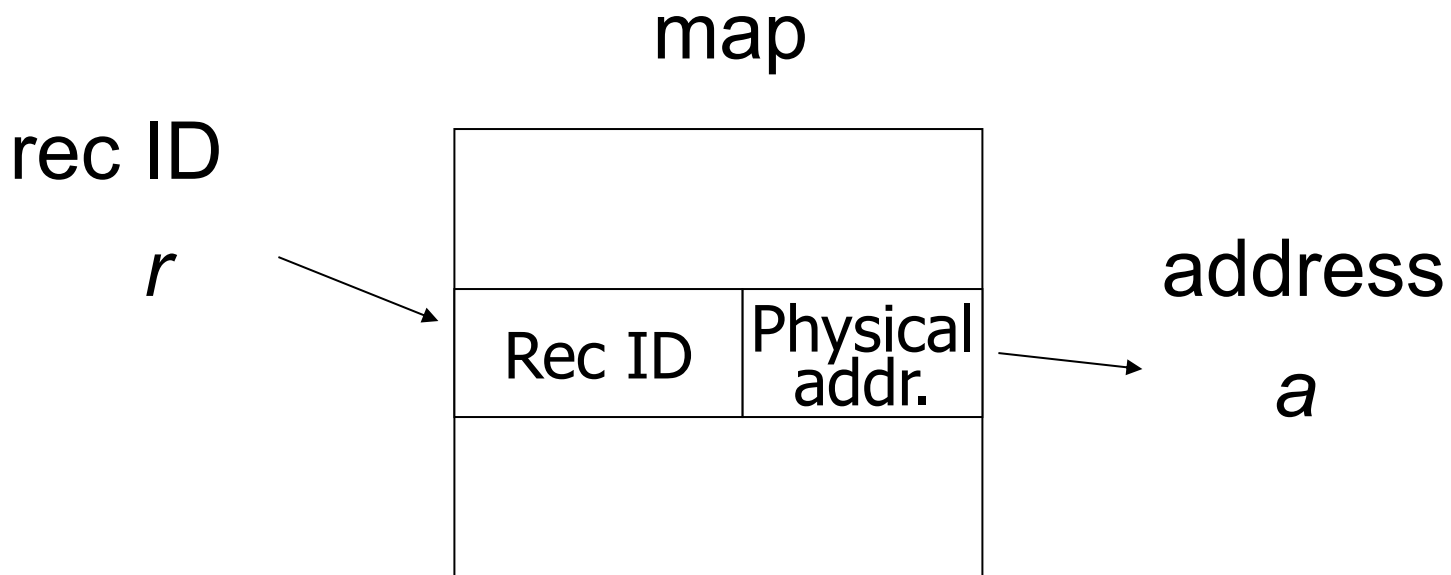 map
rec ID
r
Rec ID
Physical
addr.
address
a